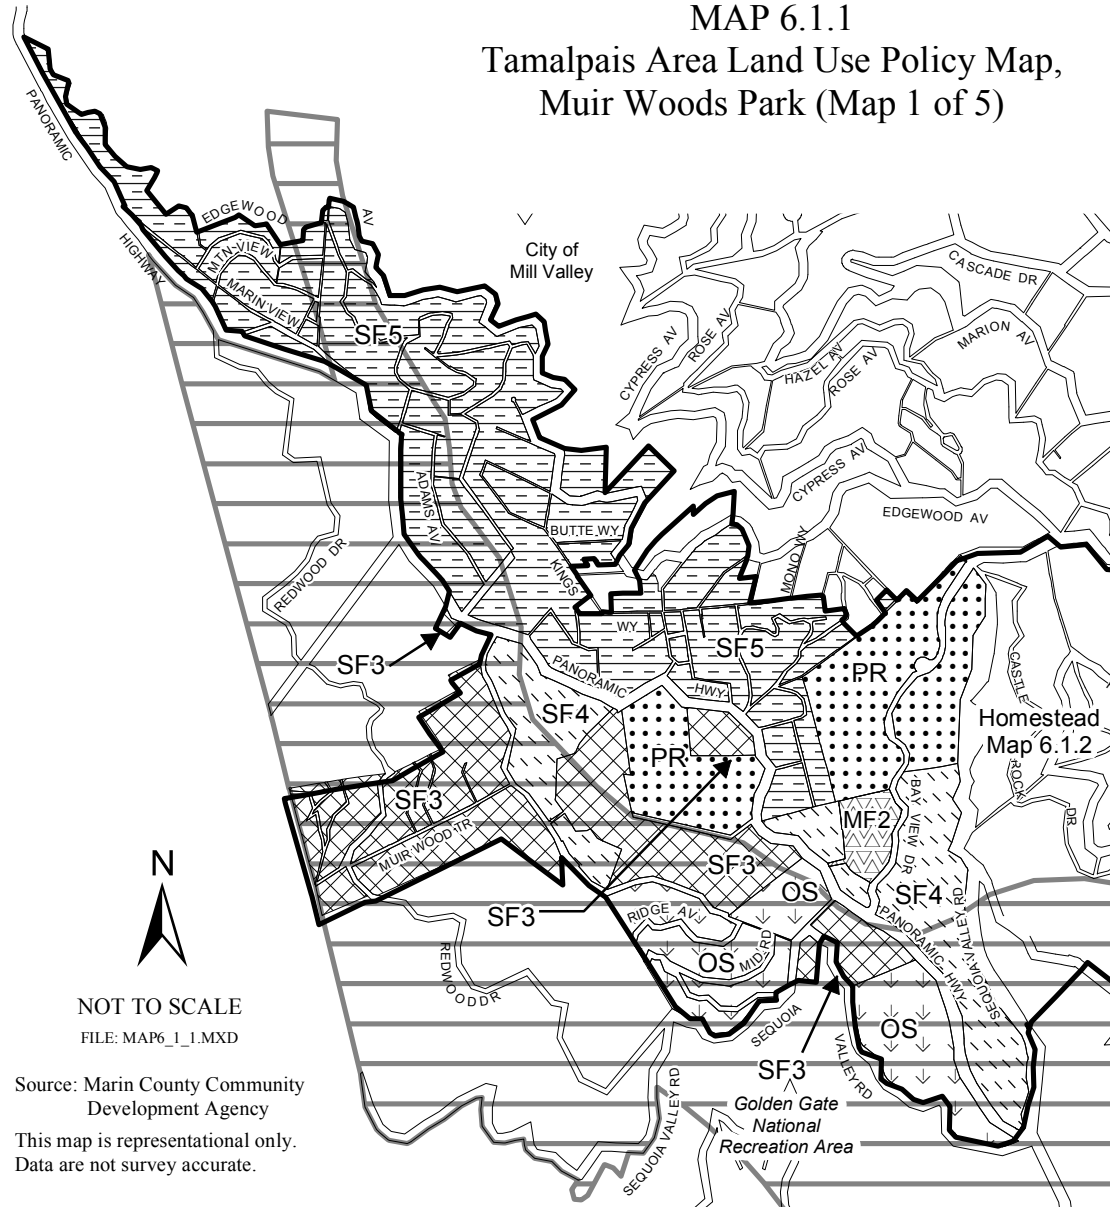 MAP 6.1.1
Tamalpais Area Land Use Policy Map,
Muir Woods Park (Map 1 of 5)
PANORAMIC
HIGHWAY
EDGEWOOD
AV
MTN VIEW
MARIN VIEW
City of
Mill Valley
CASCADE DR
MARION AV
CYPRESS AV
ROSE AV
HAZEL AV
ROSE AV
SF5
CYPRESS AV
EDGEWOOD AV
ADAMS AV
BUTTE WY
KINGS
WY
MONO WY
REDWOOD DR
SF3
SF5
PR
PANORAMIC
HWY
SF4
CASTLE
ROCK
DR
Homestead
Map 6.1.2
PR
SF3
MUIR WOOD TR
MF2
BAY VIEW DR
SF3
OS
SF4
SF3
RIDGE AV
MID RD
OS
PANORAMIC HWY
SEQUOIA VALLEY RD
REDWOOD DR
N
NOT TO SCALE
FILE: MAP6_1_1.MXD
SEQUOIA
VALLEY RD
OS
SF3
Golden Gate
National
Recreation Area
SEQUOIA VALLEY RD
Source: Marin County Community
Development Agency
This map is representational only.
Data are not survey accurate.